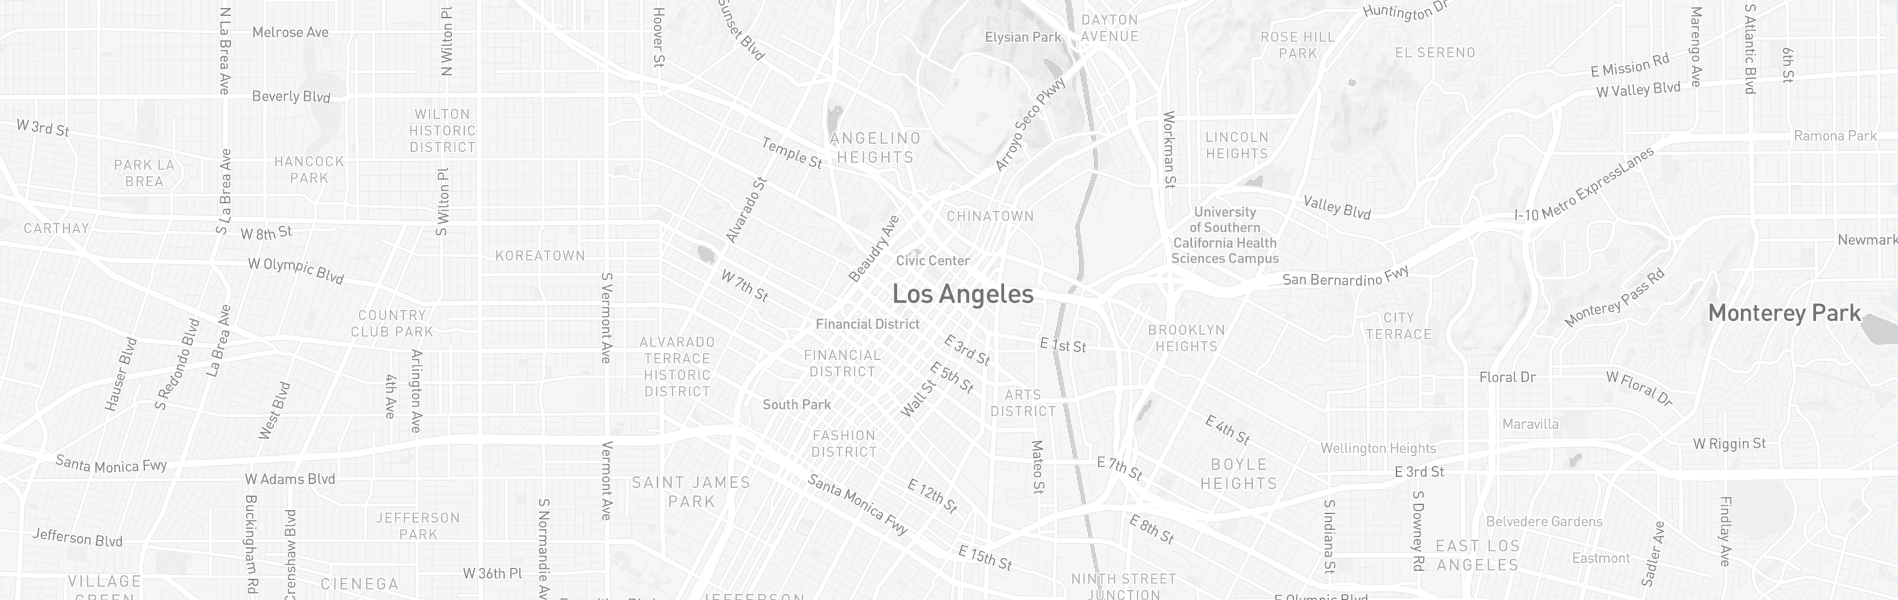 N La Brea Ave
Melrose Ave
N Wilton Pl
Hoover St
Sunset Blvd
Elysian Park
DAYTON
AVENUE
ROSE HILL
PARK
Huntington Dr
EL SERENO
Marengo Ave
S Atlantic Blvd
6th St
E Mission Rd
W Valley Blvd
Beverly Blvd
W 3rd St
WILTON
HISTORIC
DISTRICT
Temple St
ANGELINO
HEIGHTS
Arroyo Seco Pkwy
Workman St
LINCOLN
HEIGHTS
Ramona Park
PARK LA
BREA
HANCOCK
PARK
S La Brea Ave
S Wilton Pl
Alvarado St
CHINATOWN
Valley Blvd
I-10 Metro ExpressLanes
CARTHAY
W 8th St
KOREATOWN
Beaudry Ave
Civic Center
University
of Southern
California Health
Sciences Campus
Newmark
W Olympic Blvd
W 7th St
S Vermont Ave
Los Angeles
San Bernardino Fwy
Monterey Pass Rd
Monterey Park
COUNTRY
CLUB PARK
Financial District
BROOKLYN
HEIGHTS
CITY
TERRACE
Hauser Blvd
S Redondo Blvd
La Brea Ave
ALVARADO
TERRACE
HISTORIC
DISTRICT
FINANCIAL
DISTRICT
E 3rd St
E 1st St
4th Ave
Arlington Ave
West Blvd
E 5th St
Wall St
South Park
ARTS
DISTRICT
Floral Dr
W Floral Dr
E 4th St
Maravilla
FASHION
DISTRICT
Mateo St
Wellington Heights
W Riggin St
Santa Monica Fwy
W Adams Blvd
Vermont Ave
SAINT JAMES
PARK
Santa Monica Fwy
E 12th St
E 7th St
BOYLE
HEIGHTS
E 3rd St
Buckingham Rd
Crenshaw Blvd
JEFFERSON
PARK
S Normandie Av
E 8th St
S Indiana St
S Downey Rd
Belvedere Gardens
Sadler Ave
Findlay Ave
Jefferson Blvd
E 15th St
EAST LOS
ANGELES
Eastmont
VILLAGE
GREEN
CIENEGA
W 36th Pl
JEFFERSON
NINTH STREET
JUNCTION
E Olympic Blvd